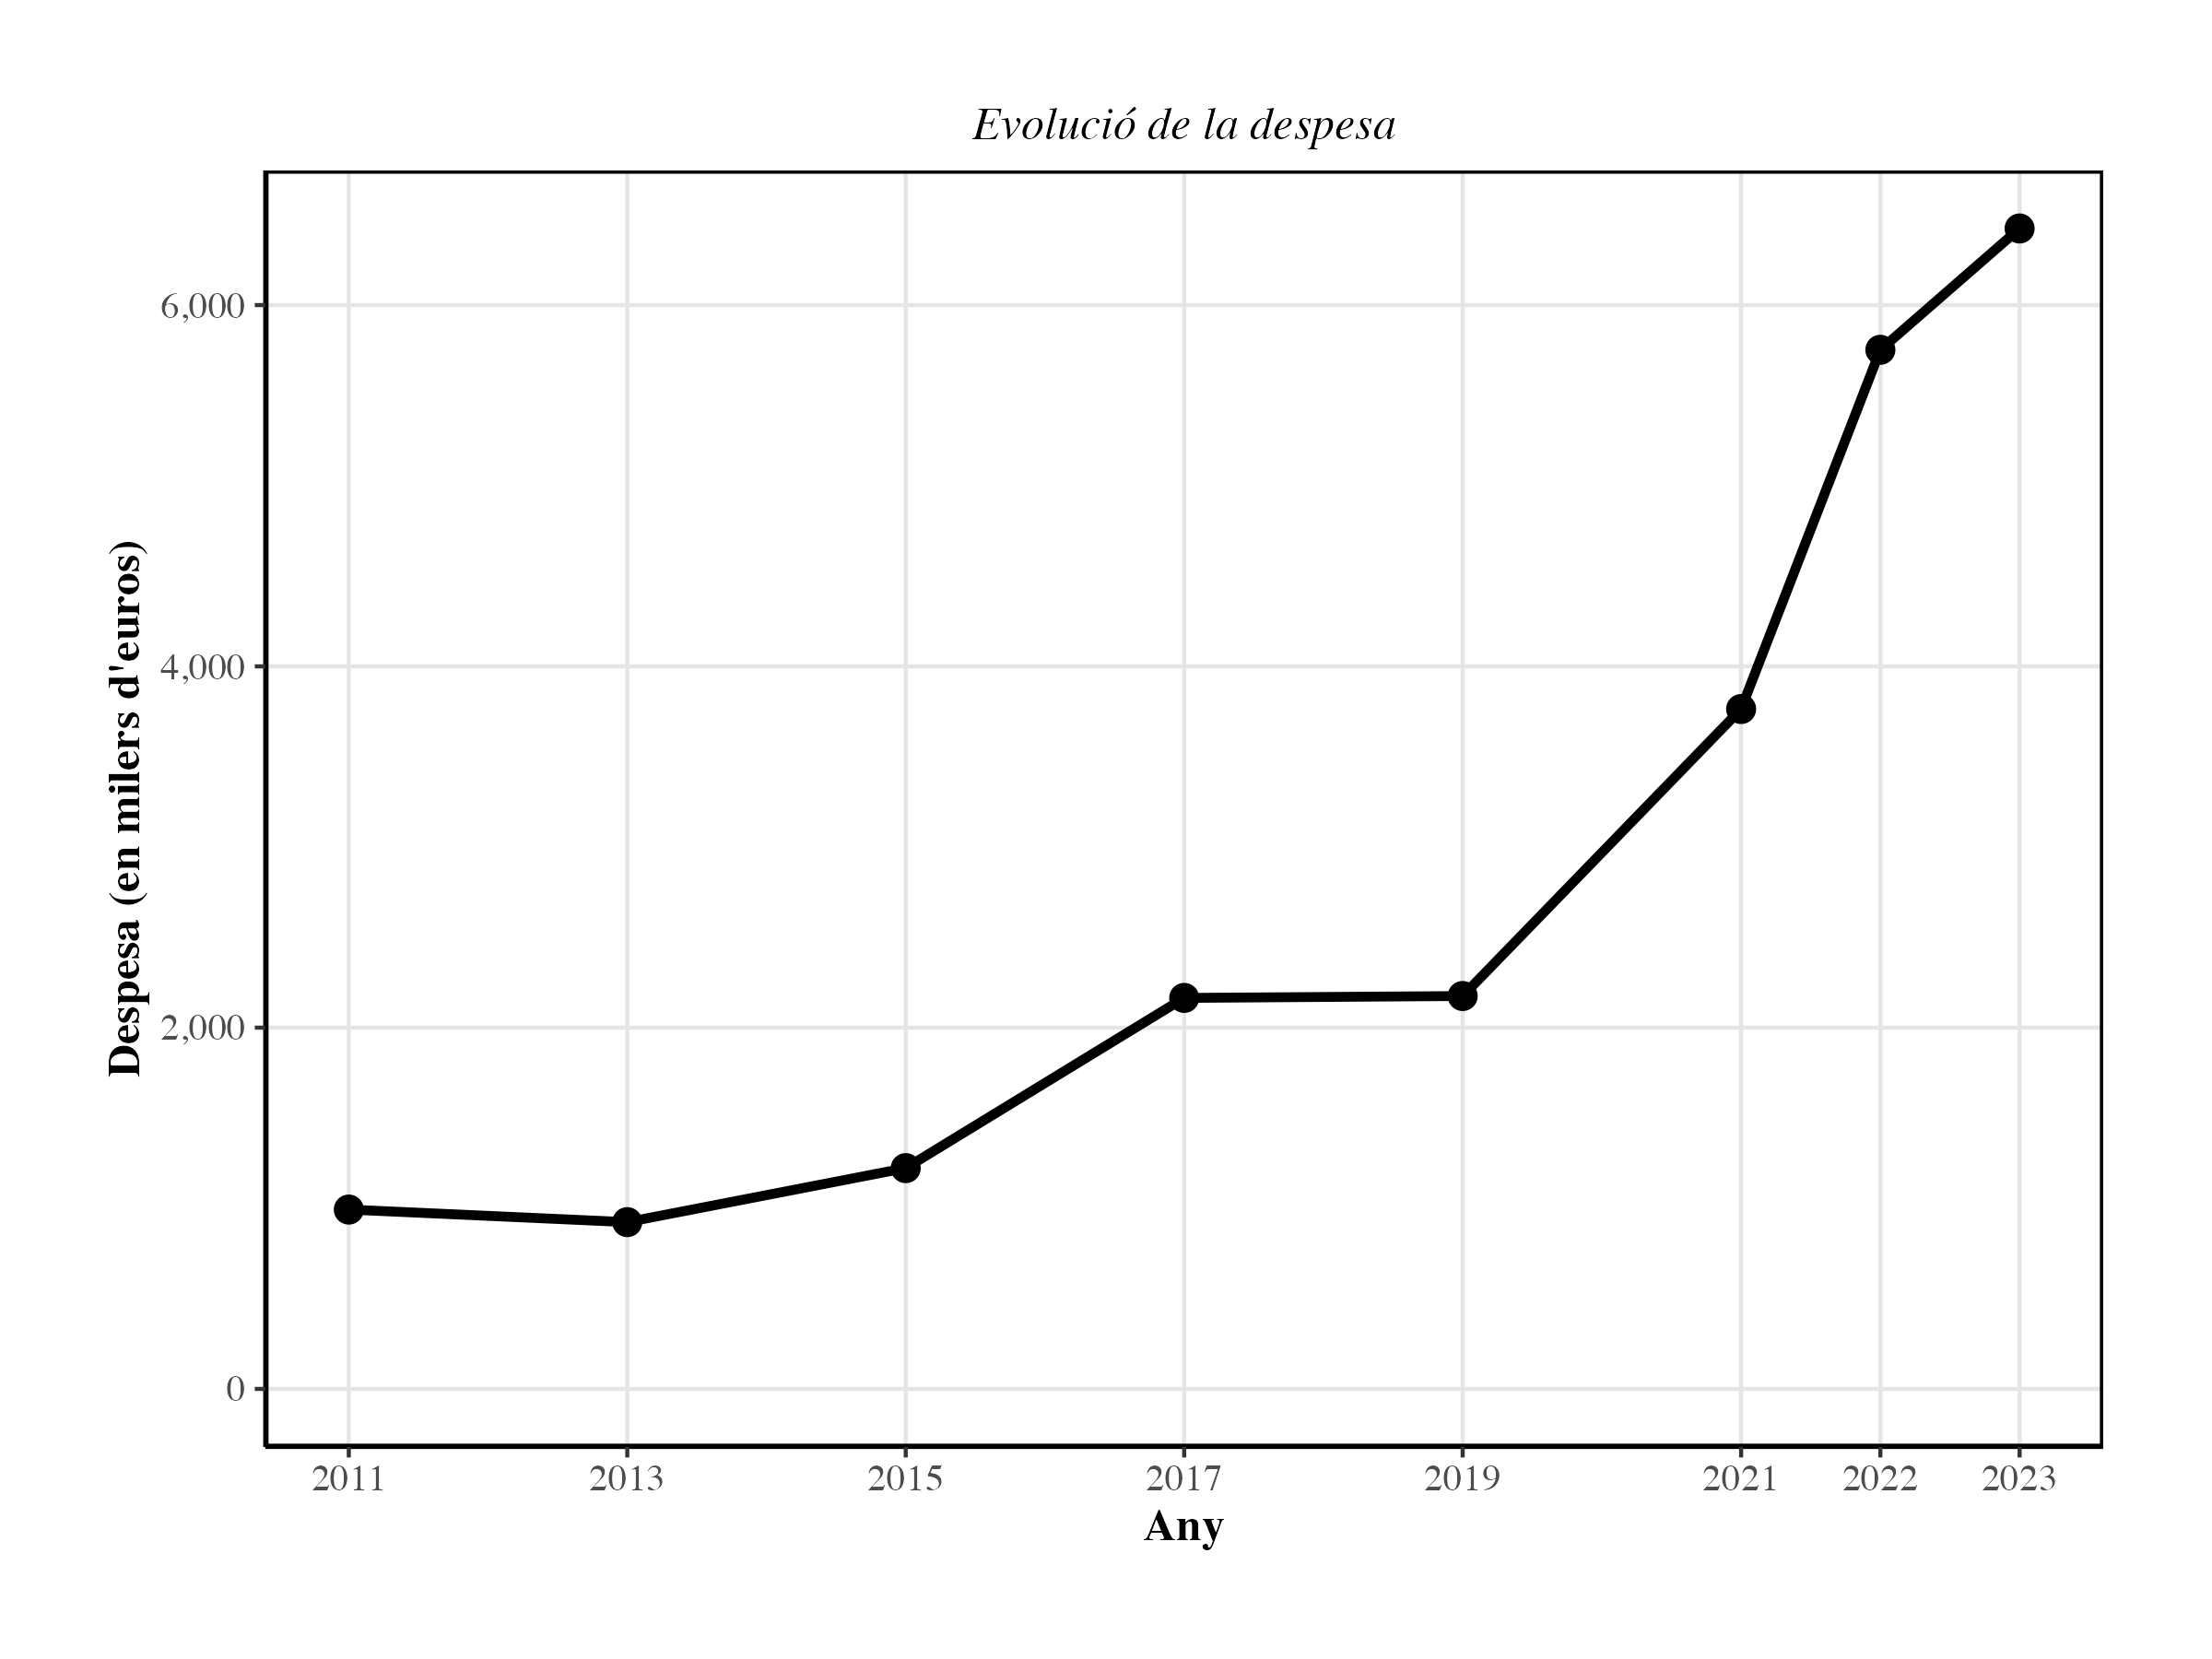 Evolució de la despesa
Despesa (en milers d'euros)
6,000
4,000
2,000
0
2011 2013 2015 2017 2019 2021 2022 2023
Any